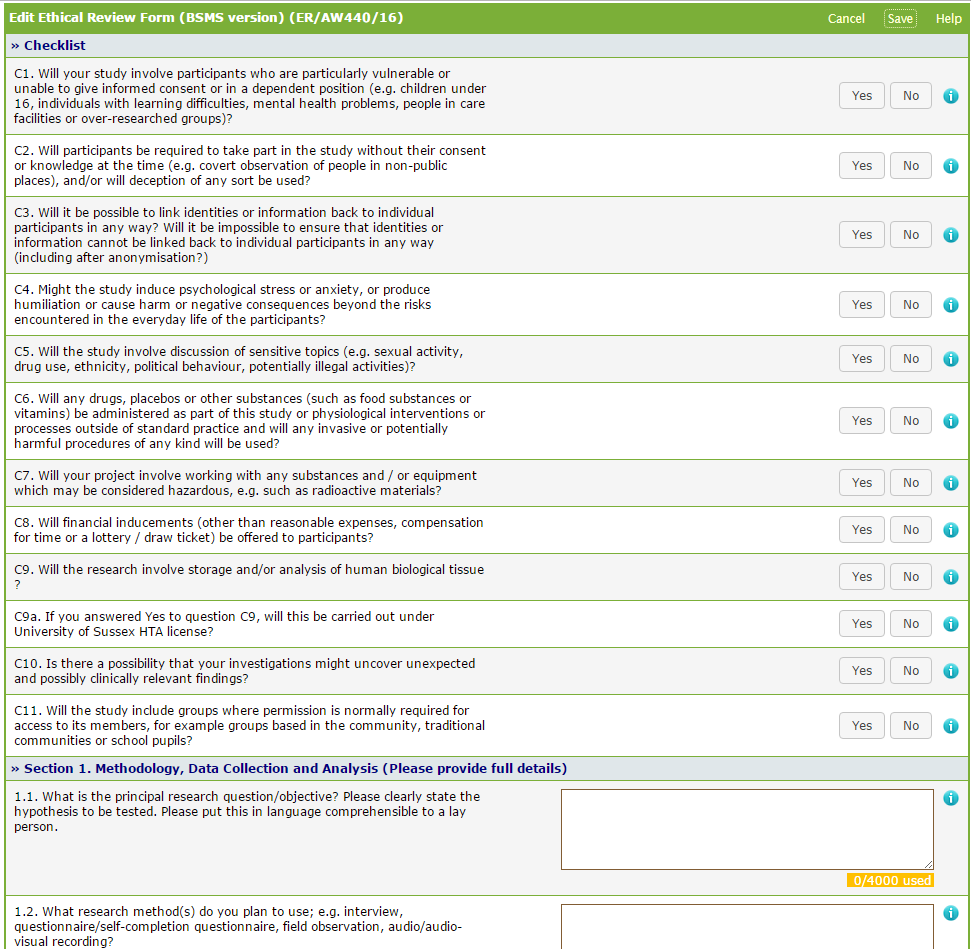 Edit Ethical Review Form (BSMS version) (ER/AW440/16) Cancel Save Help
» Checklist
C1. Will your study involve participants who are particularly vulnerable or
unable to give informed consent or in a dependent position (e.g. children under
16, individuals with learning difficulties, mental health problems, people in care
facilities or over-researched groups)?
Yes No
C2. Will participants be required to take part in the study without their consent
or knowledge at the time (e.g. covert observation of people in non-public
places), and/or will deception of any sort be used?
Yes No
C3. Will it be possible to link identities or information back to individual
participants in any way? Will it be impossible to ensure that identities or
information cannot be linked back to individual participants in any way
(including after anonymisation?)
Yes No
C4. Might the study induce psychological stress or anxiety, or produce
humiliation or cause harm or negative consequences beyond the risks
encountered in the everyday life of the participants?
Yes No
C5. Will the study involve discussion of sensitive topics (e.g. sexual activity,
drug use, ethnicity, political behaviour, potentially illegal activities)?
Yes No
C6. Will any drugs, placebos or other substances (such as food substances or
vitamins) be administered as part of this study or physiological interventions or
processes outside of standard practice and will any invasive or potentially
harmful procedures of any kind will be used?
Yes No
C7. Will your project involve working with any substances and / or equipment
which may be considered hazardous, e.g. such as radioactive materials?
Yes No
C8. Will financial inducements (other than reasonable expenses, compensation
for time or a lottery / draw ticket) be offered to participants?
Yes No
C9. Will the research involve storage and/or analysis of human biological tissue
?
Yes No
C9a. If you answered Yes to question C9, will this be carried out under
University of Sussex HTA license?
Yes No
C10. Is there a possibility that your investigations might uncover unexpected
and possibly clinically relevant findings?
Yes No
C11. Will the study include groups where permission is normally required for
access to its members, for example groups based in the community, traditional
communities or school pupils?
Yes No
» Section 1. Methodology, Data Collection and Analysis (Please provide full details)
1.1. What is the principal research question/objective? Please clearly state the
hypothesis to be tested. Please put this in language comprehensible to a lay
person.
0/4000 used
1.2. What research method(s) do you plan to use; e.g. interview,
questionnaire/self-completion questionnaire, field observation, audio/audio-
visual recording?